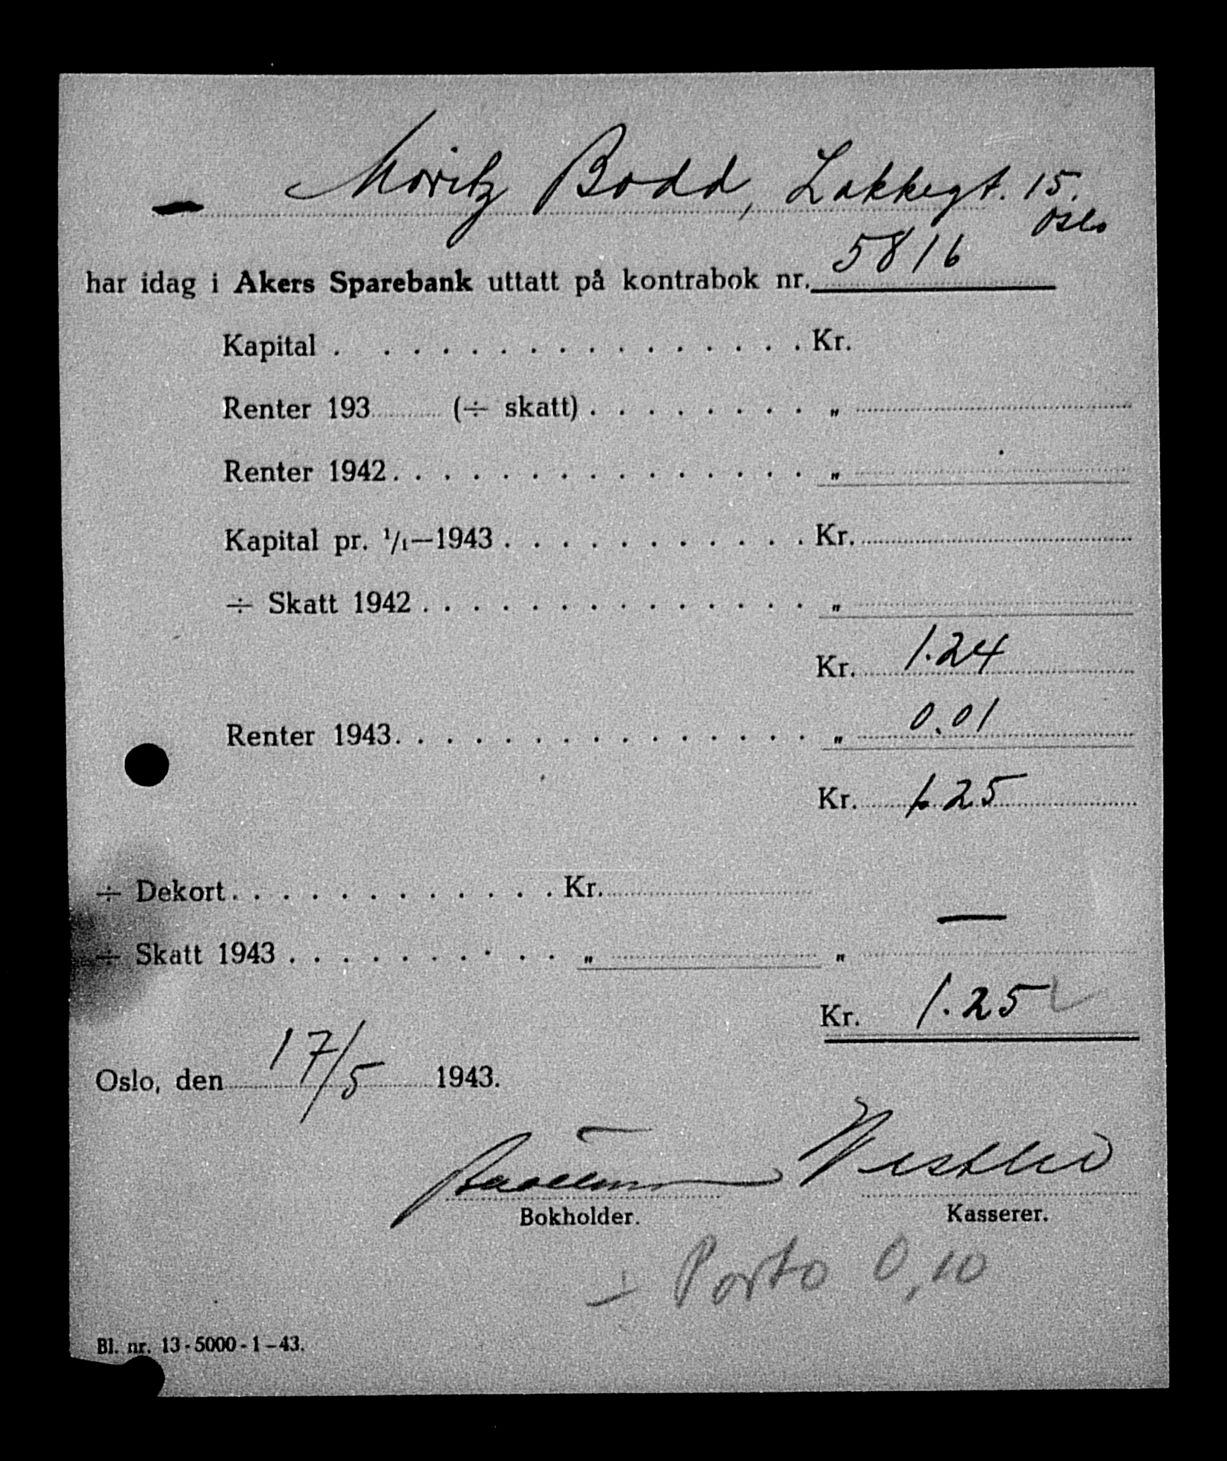 Moritz Bodd, Lakkegt. 15.
Oslo
har idag i Akers Sparebank uttatt på kontrabok nr. 5816
Kapital . . . . . . . . . . . . . . . . Kr.
Renter 193 (÷ skatt) . . . . . . . . „
Renter 1942 . . . . . . . . . . . . . . . „
Kapital pr. 1/1—1943 . . . . . . . . . . . Kr.
÷ Skatt 1942 . . . . . . . . . . . . . . „
Kr. 1.24
Renter 1943 . . . . . . . . . . . . . . . „ 0.01
Kr. 1.25
÷ Dekort . . . . . . . . . . . . Kr. —
÷ Skatt 1943 . . . . . . . . . . „ „
Kr. 1.25
Oslo, den 17/5 1943.
Westlie
Bokholder. Kasserer.
÷ Porto 0,10
Bl. nr. 13-5000-1-43.